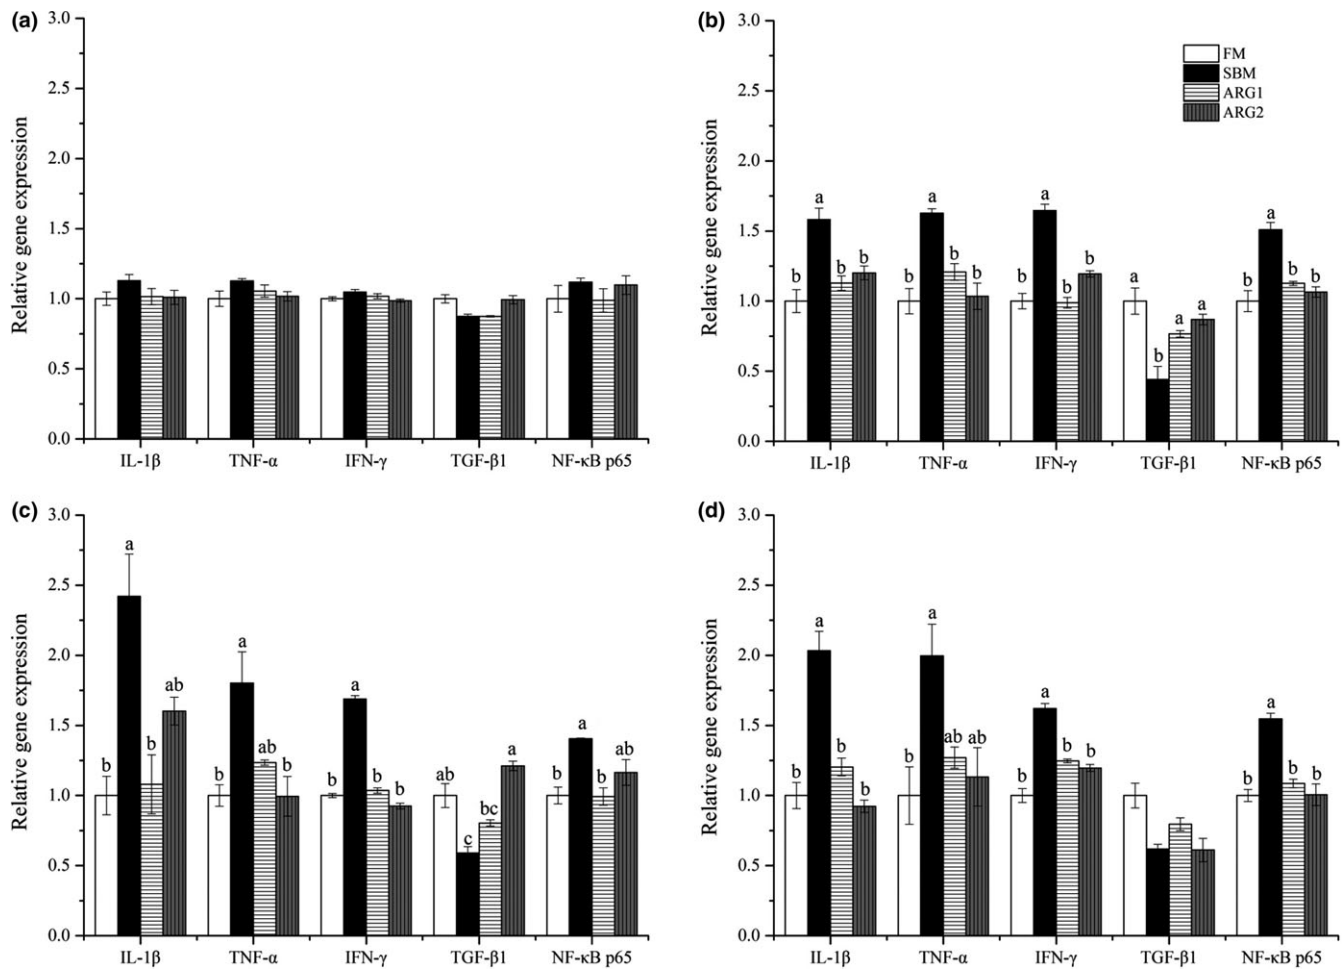 (a)
Relative gene expression
3.0
2.5
2.0
1.5
1.0
0.5
0.0
IL-1β TNF-α IFN-γ TGF-β1 NF-κB p65
(b)
FM
SBM
ARG1
ARG2
Relative gene expression
3.0
2.5
2.0
1.5
1.0
0.5
0.0
b a b b
b a b b
b a b b
a b a a
b a b b
IL-1β TNF-α IFN-γ TGF-β1 NF-κB p65
(c)
Relative gene expression
3.0
2.5
2.0
1.5
1.0
0.5
0.0
b a b ab
b a ab b
b a b b
ab c bc a
b a b ab
IL-1β TNF-α IFN-γ TGF-β1 NF-κB p65
(d)
Relative gene expression
3.0
2.5
2.0
1.5
1.0
0.5
0.0
b a b b
b a ab ab
b a b b
b a b b
IL-1β TNF-α IFN-γ TGF-β1 NF-κB p65